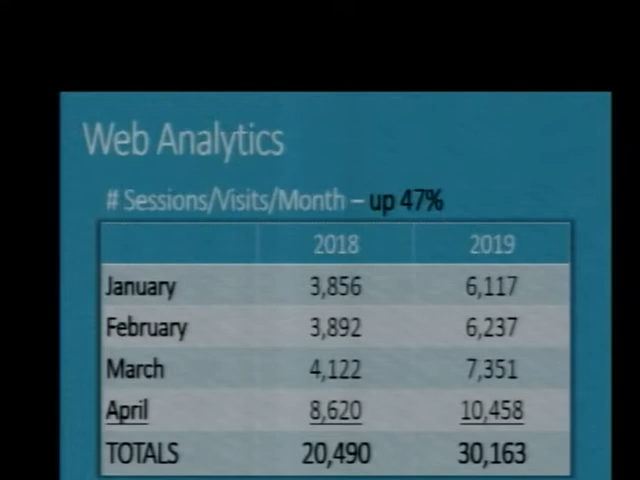 Web Analytics
# Sessions/Visits/Month – up 47%
2018 2019
January 3,856 6,117
February 3,892 6,237
March 4,122 7,351
April 8,620 10,458
TOTALS 20,490 30,163